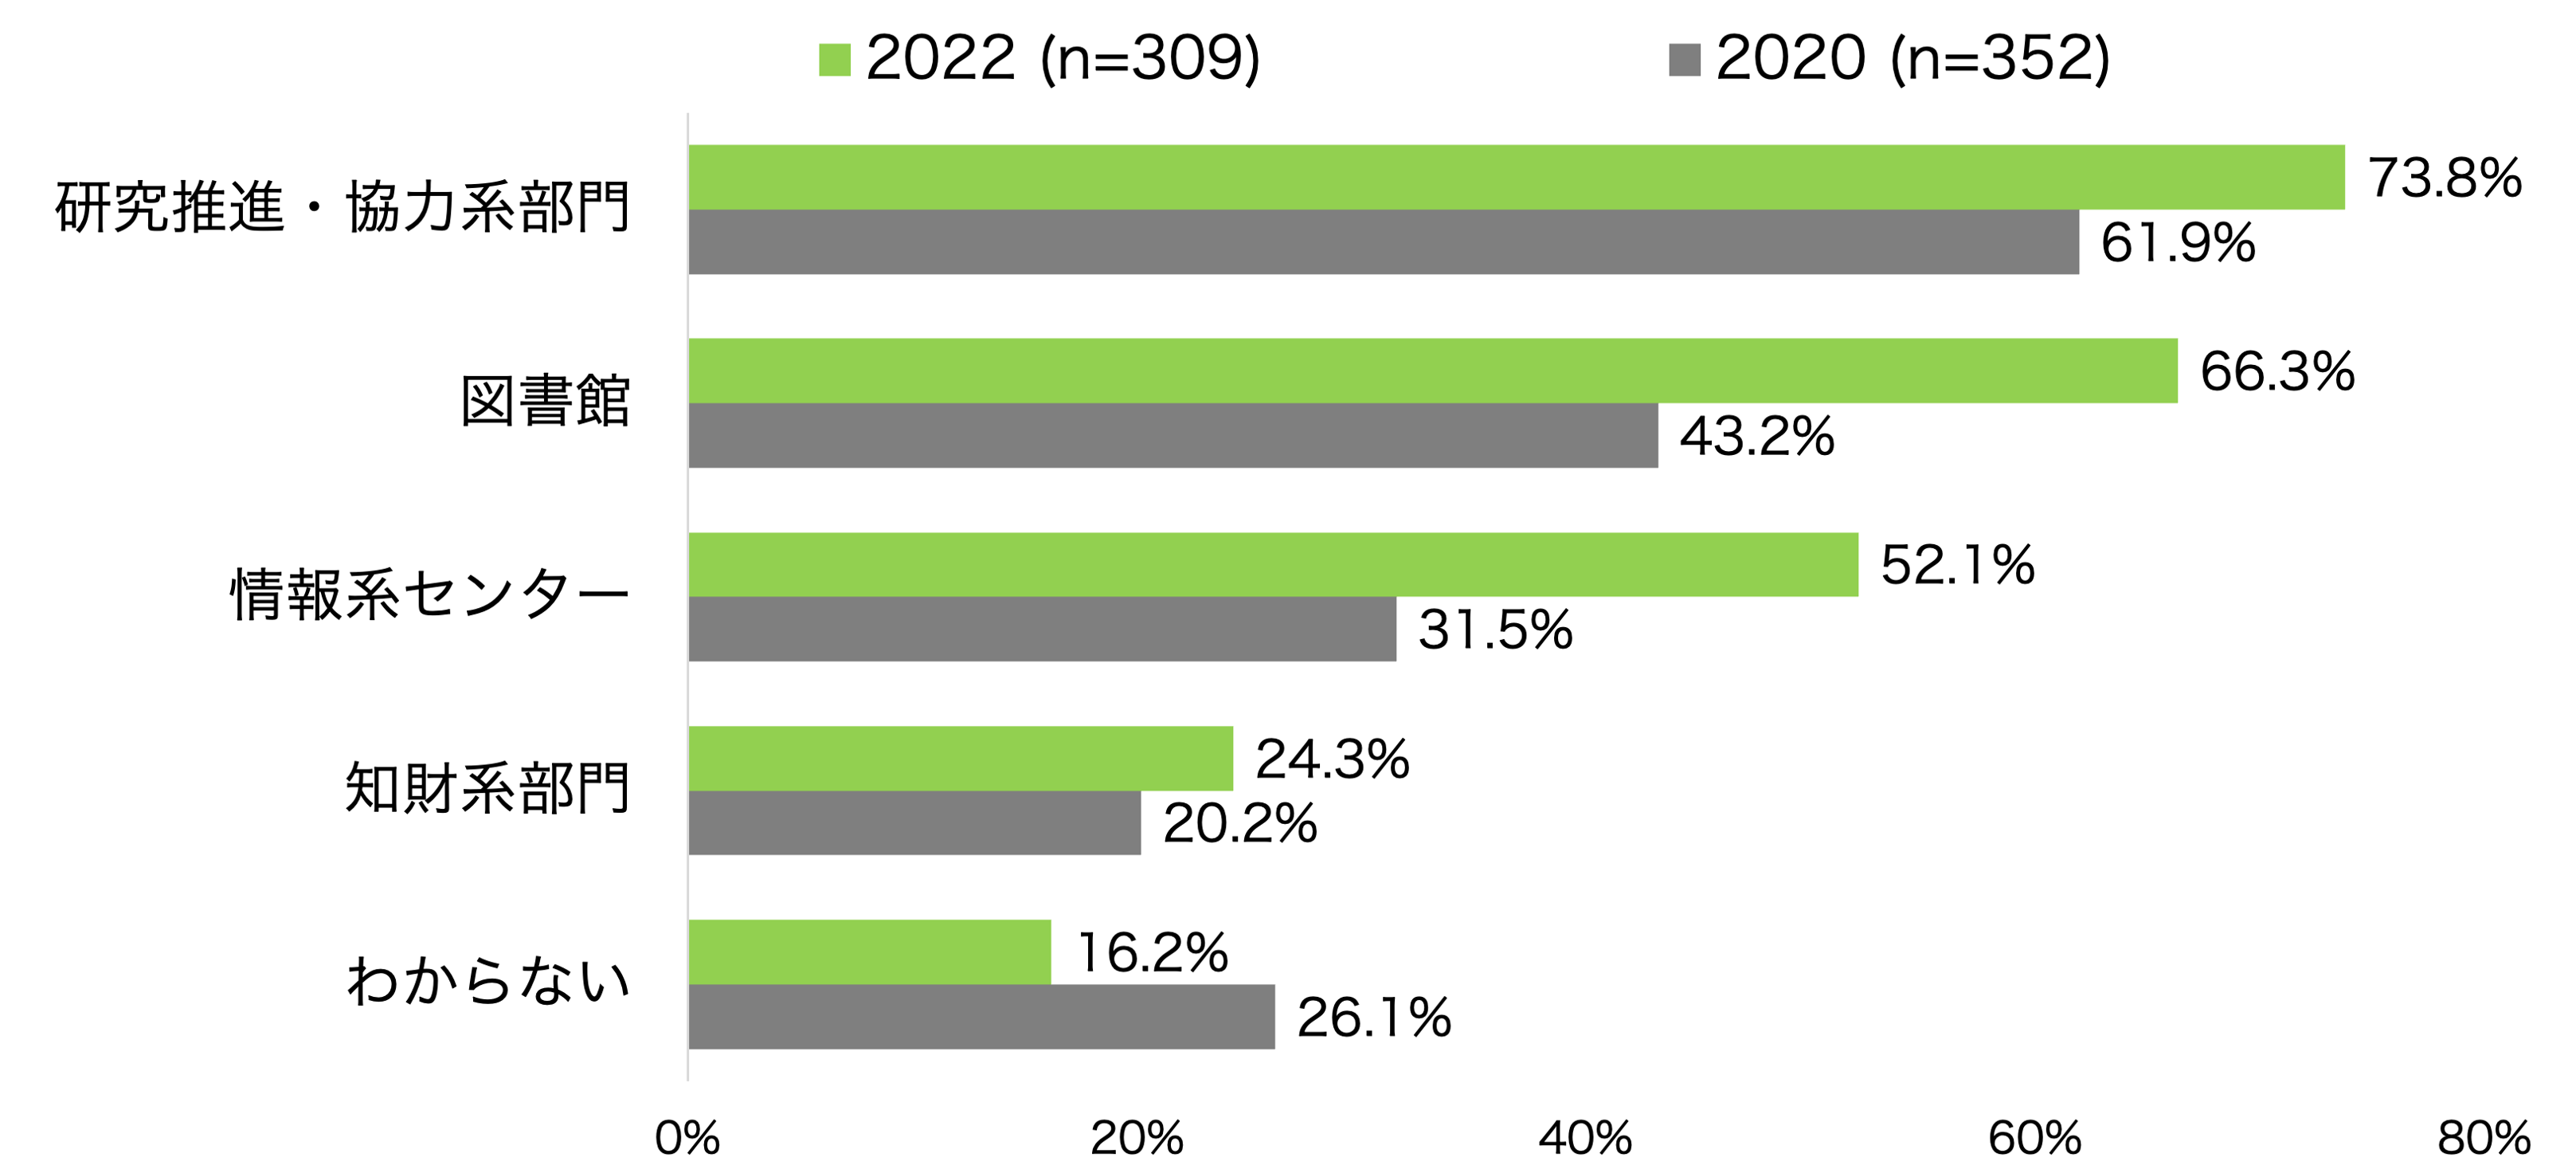 2022 (n=309) 2020 (n=352)
研究推進・協力系部門
73.8%
61.9%
図書館
66.3%
43.2%
情報系センター
52.1%
31.5%
知財系部門
24.3%
20.2%
わからない
16.2%
26.1%
0% 20% 40% 60% 80%